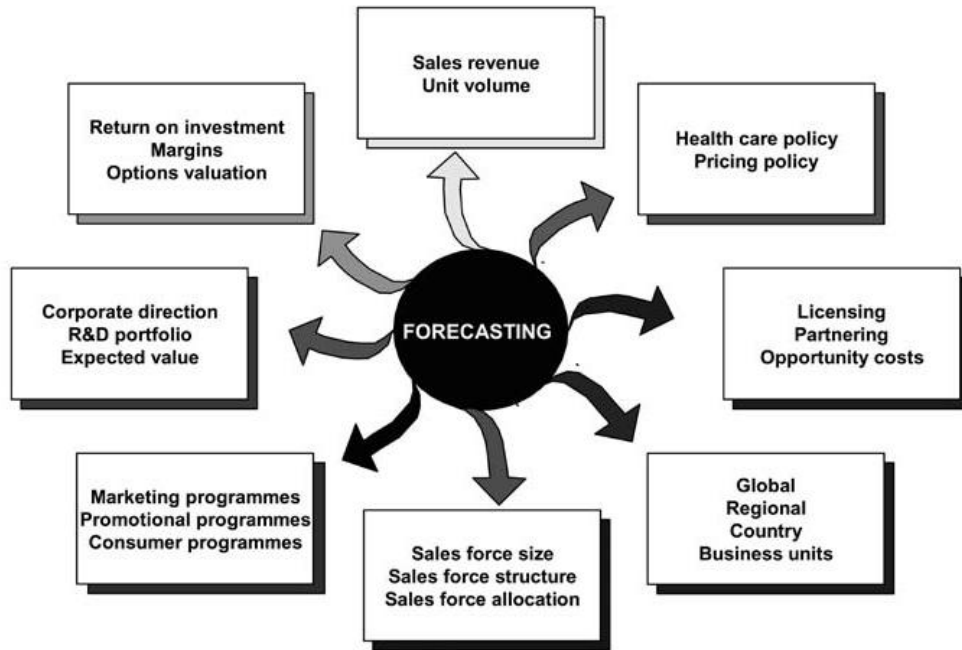 Sales revenue
Unit volume
Return on investment
Margins
Options valuation
Health care policy
Pricing policy
Corporate direction
R&D portfolio
Expected value
FORECASTING
Licensing
Partnering
Opportunity costs
Marketing programmes
Promotional programmes
Consumer programmes
Sales force size
Sales force structure
Sales force allocation
Global
Regional
Country
Business units